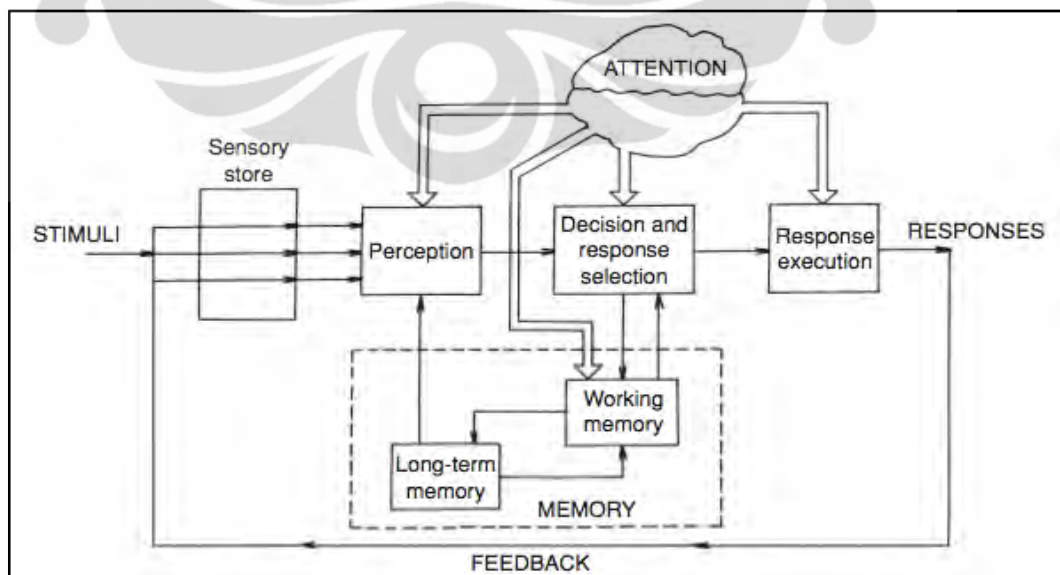 ATTENTION
Sensory
store
STIMULI
Perception
Decision and
response
selection
Response
execution
RESPONSES
Working
memory
Long-term
memory
MEMORY
FEEDBACK